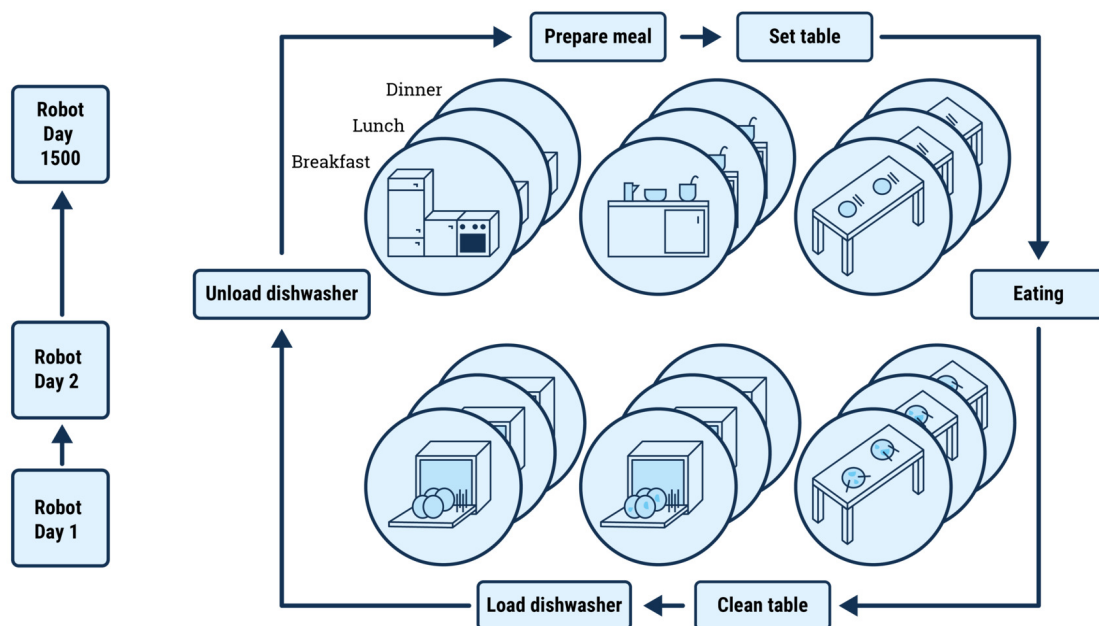 Prepare meal
Set table
Dinner
Lunch
Breakfast
Robot
Day
1500
Unload dishwasher
Eating
Robot
Day 2
Robot
Day 1
Load dishwasher
Clean table